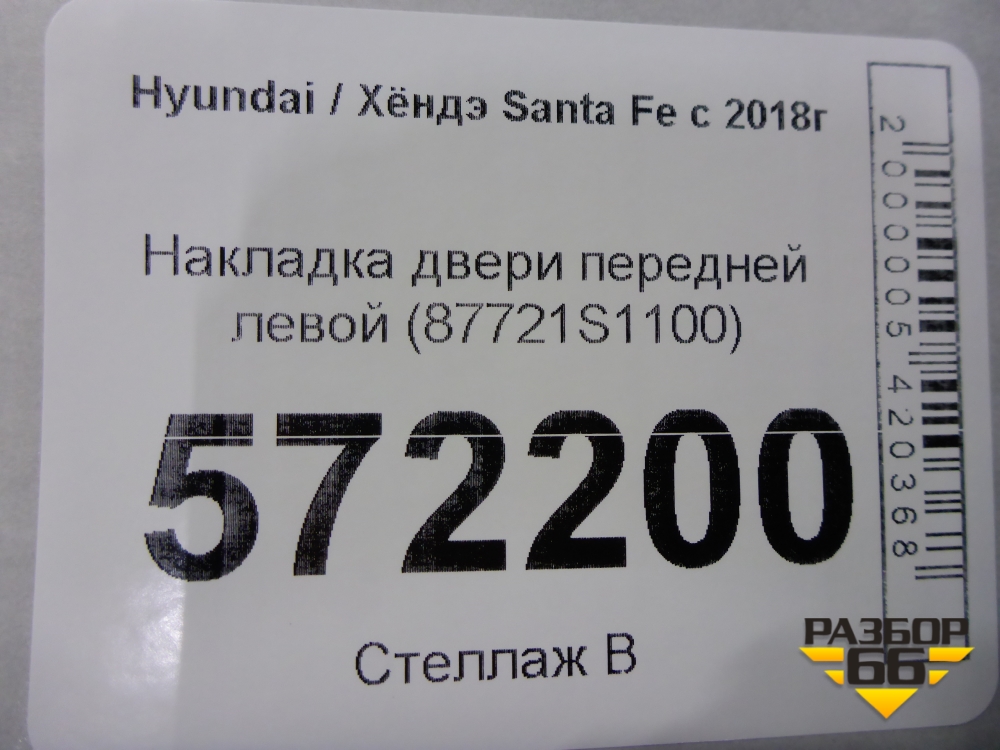 Hyundai / Хёндэ Santa Fe с 2018г
Накладка двери передней
левой (87721S1100)
572200
Стеллаж В
2000005420368
РАЗБОР
66